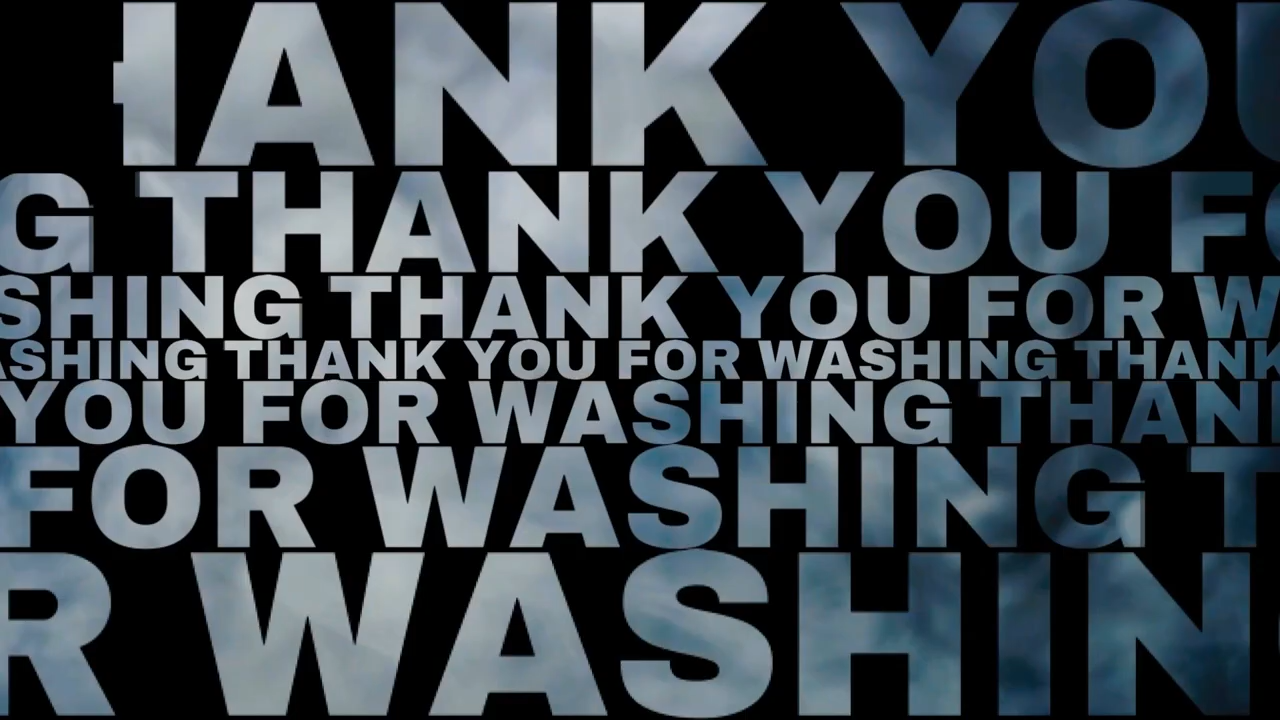 HANK YOU
G THANK YOU FO
SHING THANK YOU FOR W
ASHING THANK YOU FOR WASHING THANK
YOU FOR WASHING THANK
FOR WASHING T
R WASHIN